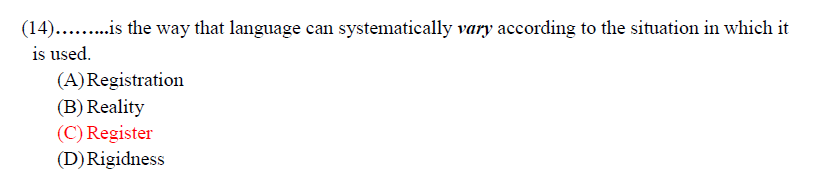 (14)……...is the way that language can systematically vary according to the situation in which it
is used.
(A) Registration
(B) Reality
(C) Register
(D) Rigidness